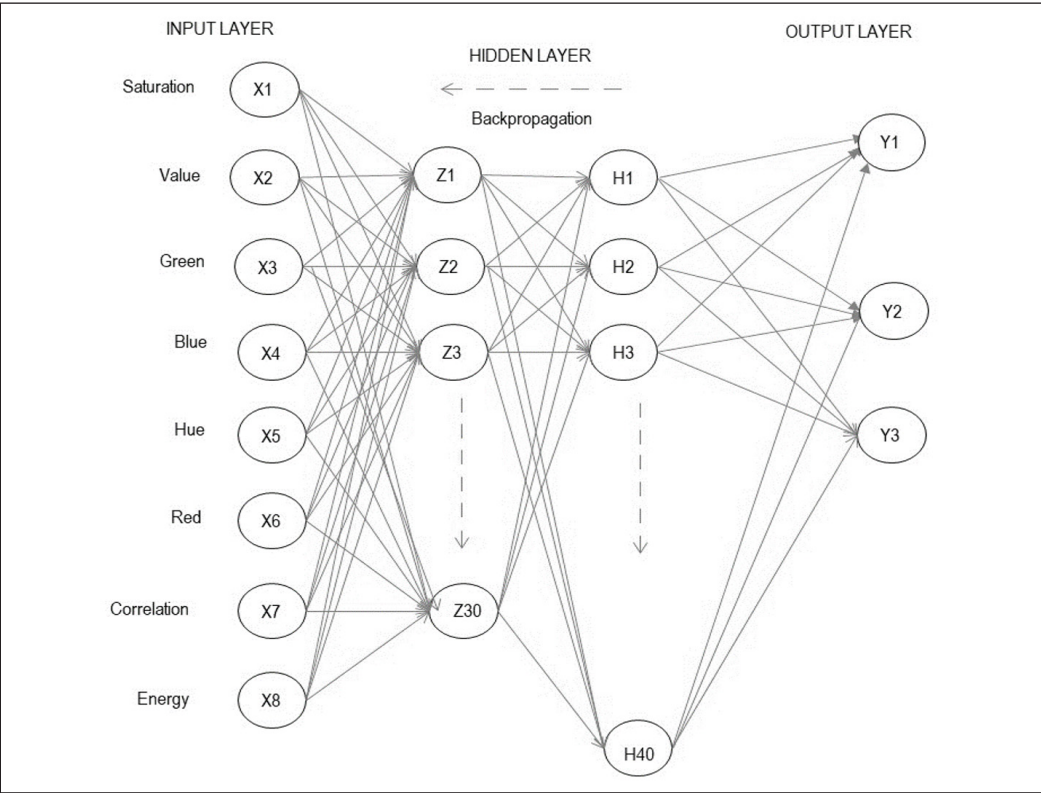 INPUT LAYER
OUTPUT LAYER
HIDDEN LAYER
Backpropagation
Saturation
X1
Value
X2
Green
X3
Blue
X4
Hue
X5
Red
X6
Correlation
X7
Energy
X8
Z1
Z2
Z3
Z30
H1
H2
H3
H40
Y1
Y2
Y3